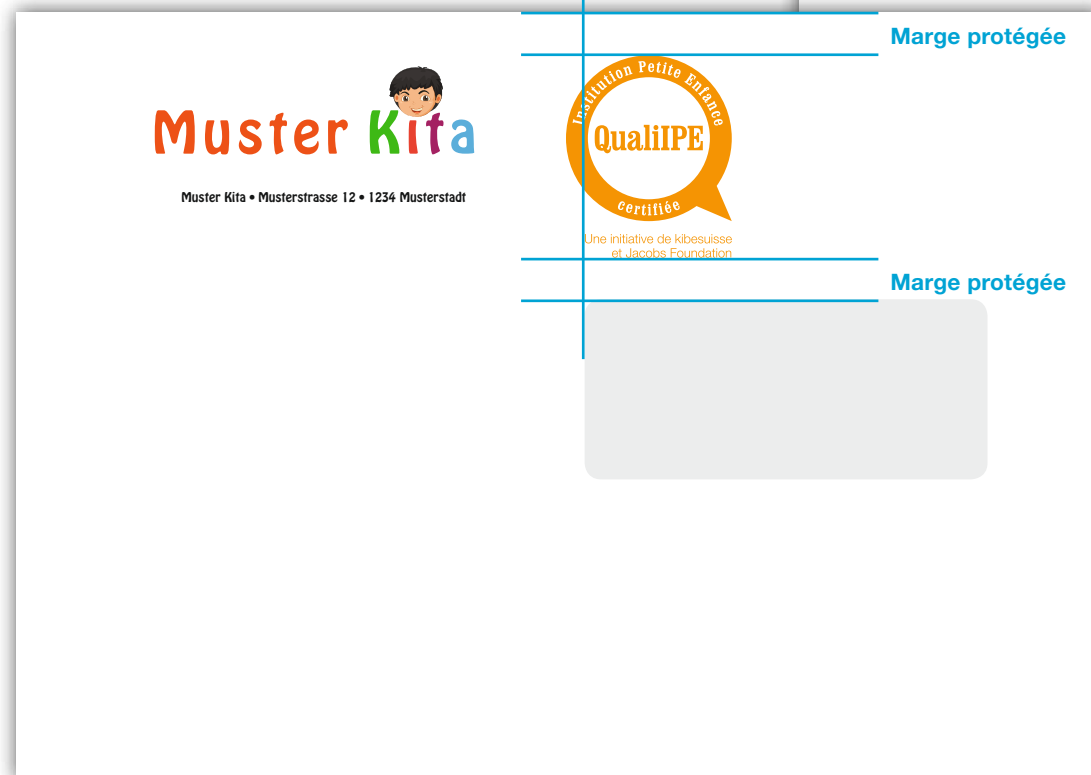 Marge protégée
Muster Kita
Muster Kita • Musterstrasse 12 • 1234 Musterstadt
Institution Petite Enfance
QualiIPE
certifiée
Une initiative de kibesuisse
et Jacobs Foundation
Marge protégée